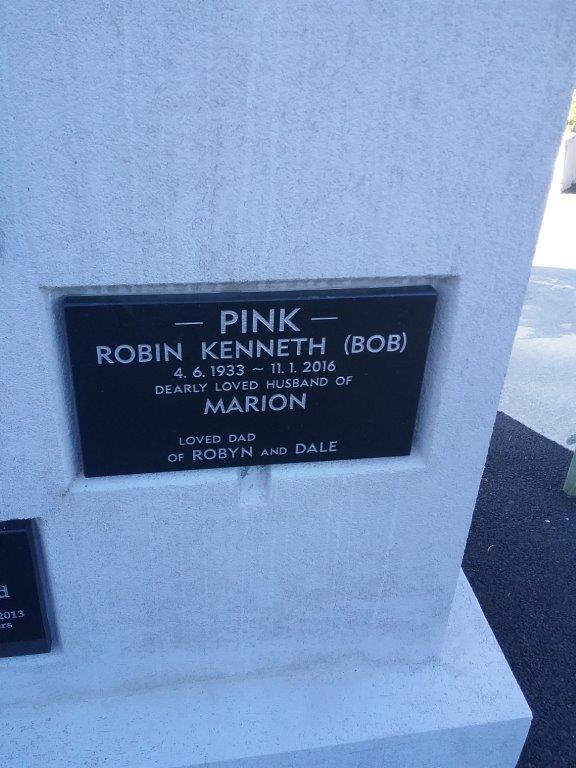 — PINK —
ROBIN KENNETH (BOB)
4. 6. 1933 ~ 11. 1. 2016
DEARLY LOVED HUSBAND OF
MARION
LOVED DAD
OF ROBYN AND DALE
2013